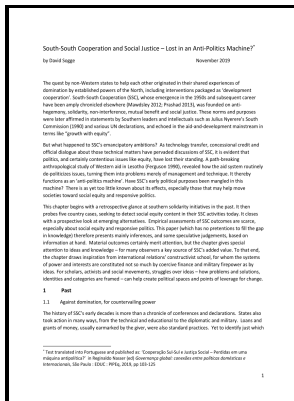 South-South Cooperation and Social Justice – Lost in an Anti-Politics Machine?*
by David Sogge November 2019
The quest by non-Western states to help each other originated in their shared experiences of
domination by established powers of the North, including interventions packaged as 'development
cooperation'. South-South Cooperation (SSC), whose emergence in the 1950s and subsequent career
have been amply chronicled elsewhere (Mawdsley 2012; Prashad 2013), was founded on anti-
hegemony, solidarity, non-interference, mutual benefit and social justice. These norms and purposes
were later affirmed in statements by Southern leaders and intellectuals such as Julius Nyerere's South
Commission (1990) and various UN declarations, and echoed in the aid-and-development mainstream in
terms like "growth with equity".
But what happened to SSC's emancipatory ambitions? As technology transfer, concessional credit and
official dialogue about those technical matters have pervaded discussions of SSC, it is evident that
politics, and certainly contentious issues like equity, have lost their standing. A path-breaking
anthropological study of Western aid in Lesotho (Ferguson 1990), revealed how the aid system routinely
de politicizes issues, turning them into problems merely of management and technique. It thereby
functions as an 'anti-politics machine'. Have SSC's early political purposes been mangled in this
machine? There is as yet too little known about its effects, especially those that may help move
societies toward social equity and responsive politics.
This chapter begins with a retrospective glance at southern solidarity initiatives in the past. It then
probes five country cases, seeking to detect social equity content in their SSC activities today. It closes
with a prospective look at emerging alternatives. Empirical assessments of SSC outcomes are scarce,
especially about social equity and responsive politics. This chapter (which has no pretensions to fill the gap
in knowledge) therefore presents mainly inferences, and some speculative judgements, based on
information at hand. Material outcomes certainly merit attention, but the chapter gives special
attention to ideas and knowledge – for many observers a key source of SSC's added value. To that end,
the chapter draws inspiration from international relations' constructivist school, for whom the systems
of power and interests are constituted not so much by coercive finance and military firepower as by
ideas. For scholars, activists and social movements, struggles over ideas – how problems and solutions,
identities and categories are framed – can help create political spaces and points of leverage for change.
1 Past
1.1 Against domination, for countervailing power
The history of SSC's early decades is more than a chronicle of conferences and declarations. States also
took action in many ways, from the technical and educational to the diplomatic and military. Loans and
grants of money, usually earmarked by the giver, were also standard practices. Yet to identify just which
* Text translated into Portuguese and published as: 'Cooperação Sul-Sul e Justiça Social – Perdidas em uma
máquina antipolítica?' in Reginaldo Nasser (ed) Governança global: conexões entre políticas domésticas e
internacionais, São Paulo : EDUC : PIPEq, 2019, pp 103-125
1